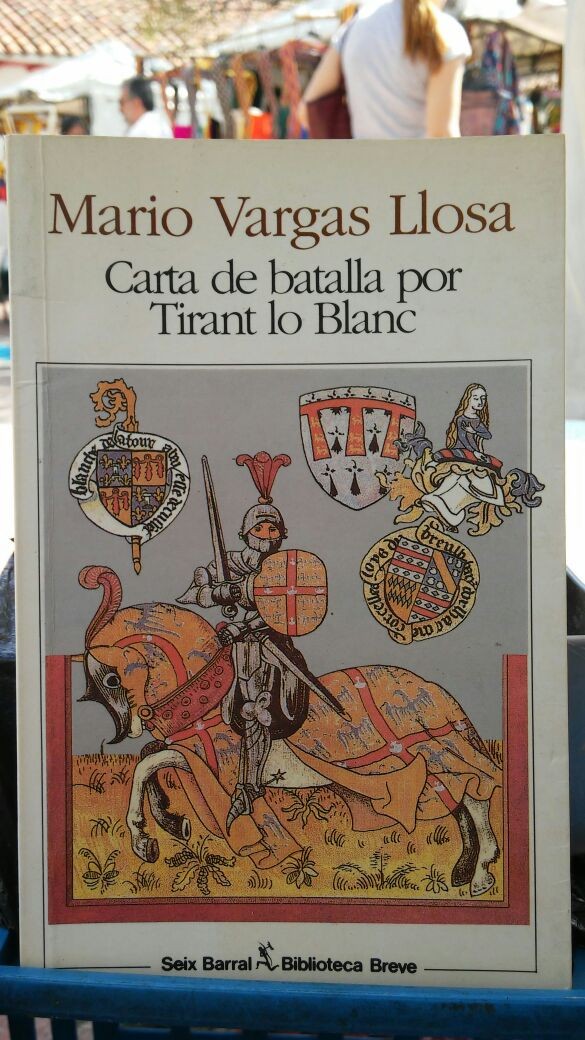 Mario Vargas Llosa
Carta de batalla por
Tirant lo Blanc
Seix Barral Biblioteca Breve